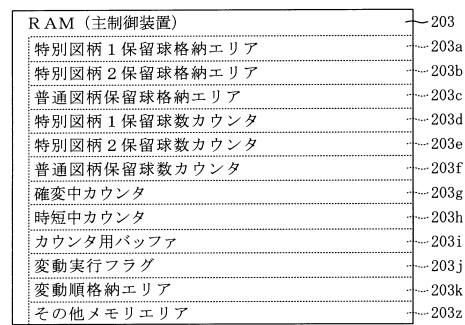 RAM（主制御装置） 203
特別図柄１保留球格納エリア 203a
特別図柄２保留球格納エリア 203b
普通図柄保留球格納エリア 203c
特別図柄１保留球数カウンタ 203d
特別図柄２保留球数カウンタ 203e
普通図柄保留球数カウンタ 203f
確変中カウンタ 203g
時短中カウンタ 203h
カウンタ用バッファ 203i
変動実行フラグ 203j
変動順格納エリア 203k
その他メモリエリア 203z